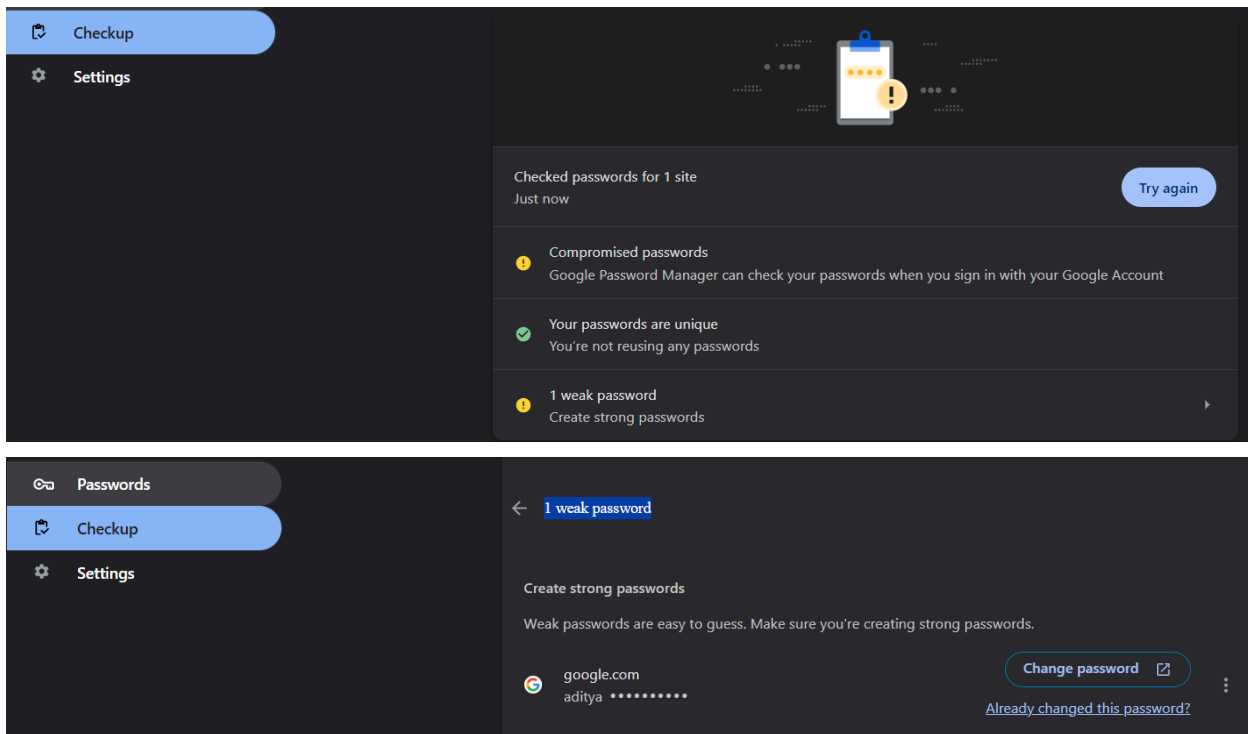 Checkup
Settings
Checked passwords for 1 site
Just now
Try again
Compromised passwords
Google Password Manager can check your passwords when you sign in with your Google Account
Your passwords are unique
You're not reusing any passwords
1 weak password
Create strong passwords
Passwords
Checkup
Settings
1 weak password
Create strong passwords
Weak passwords are easy to guess. Make sure you're creating strong passwords.
google.com
aditya ••••••••••
Change password
Already changed this password?